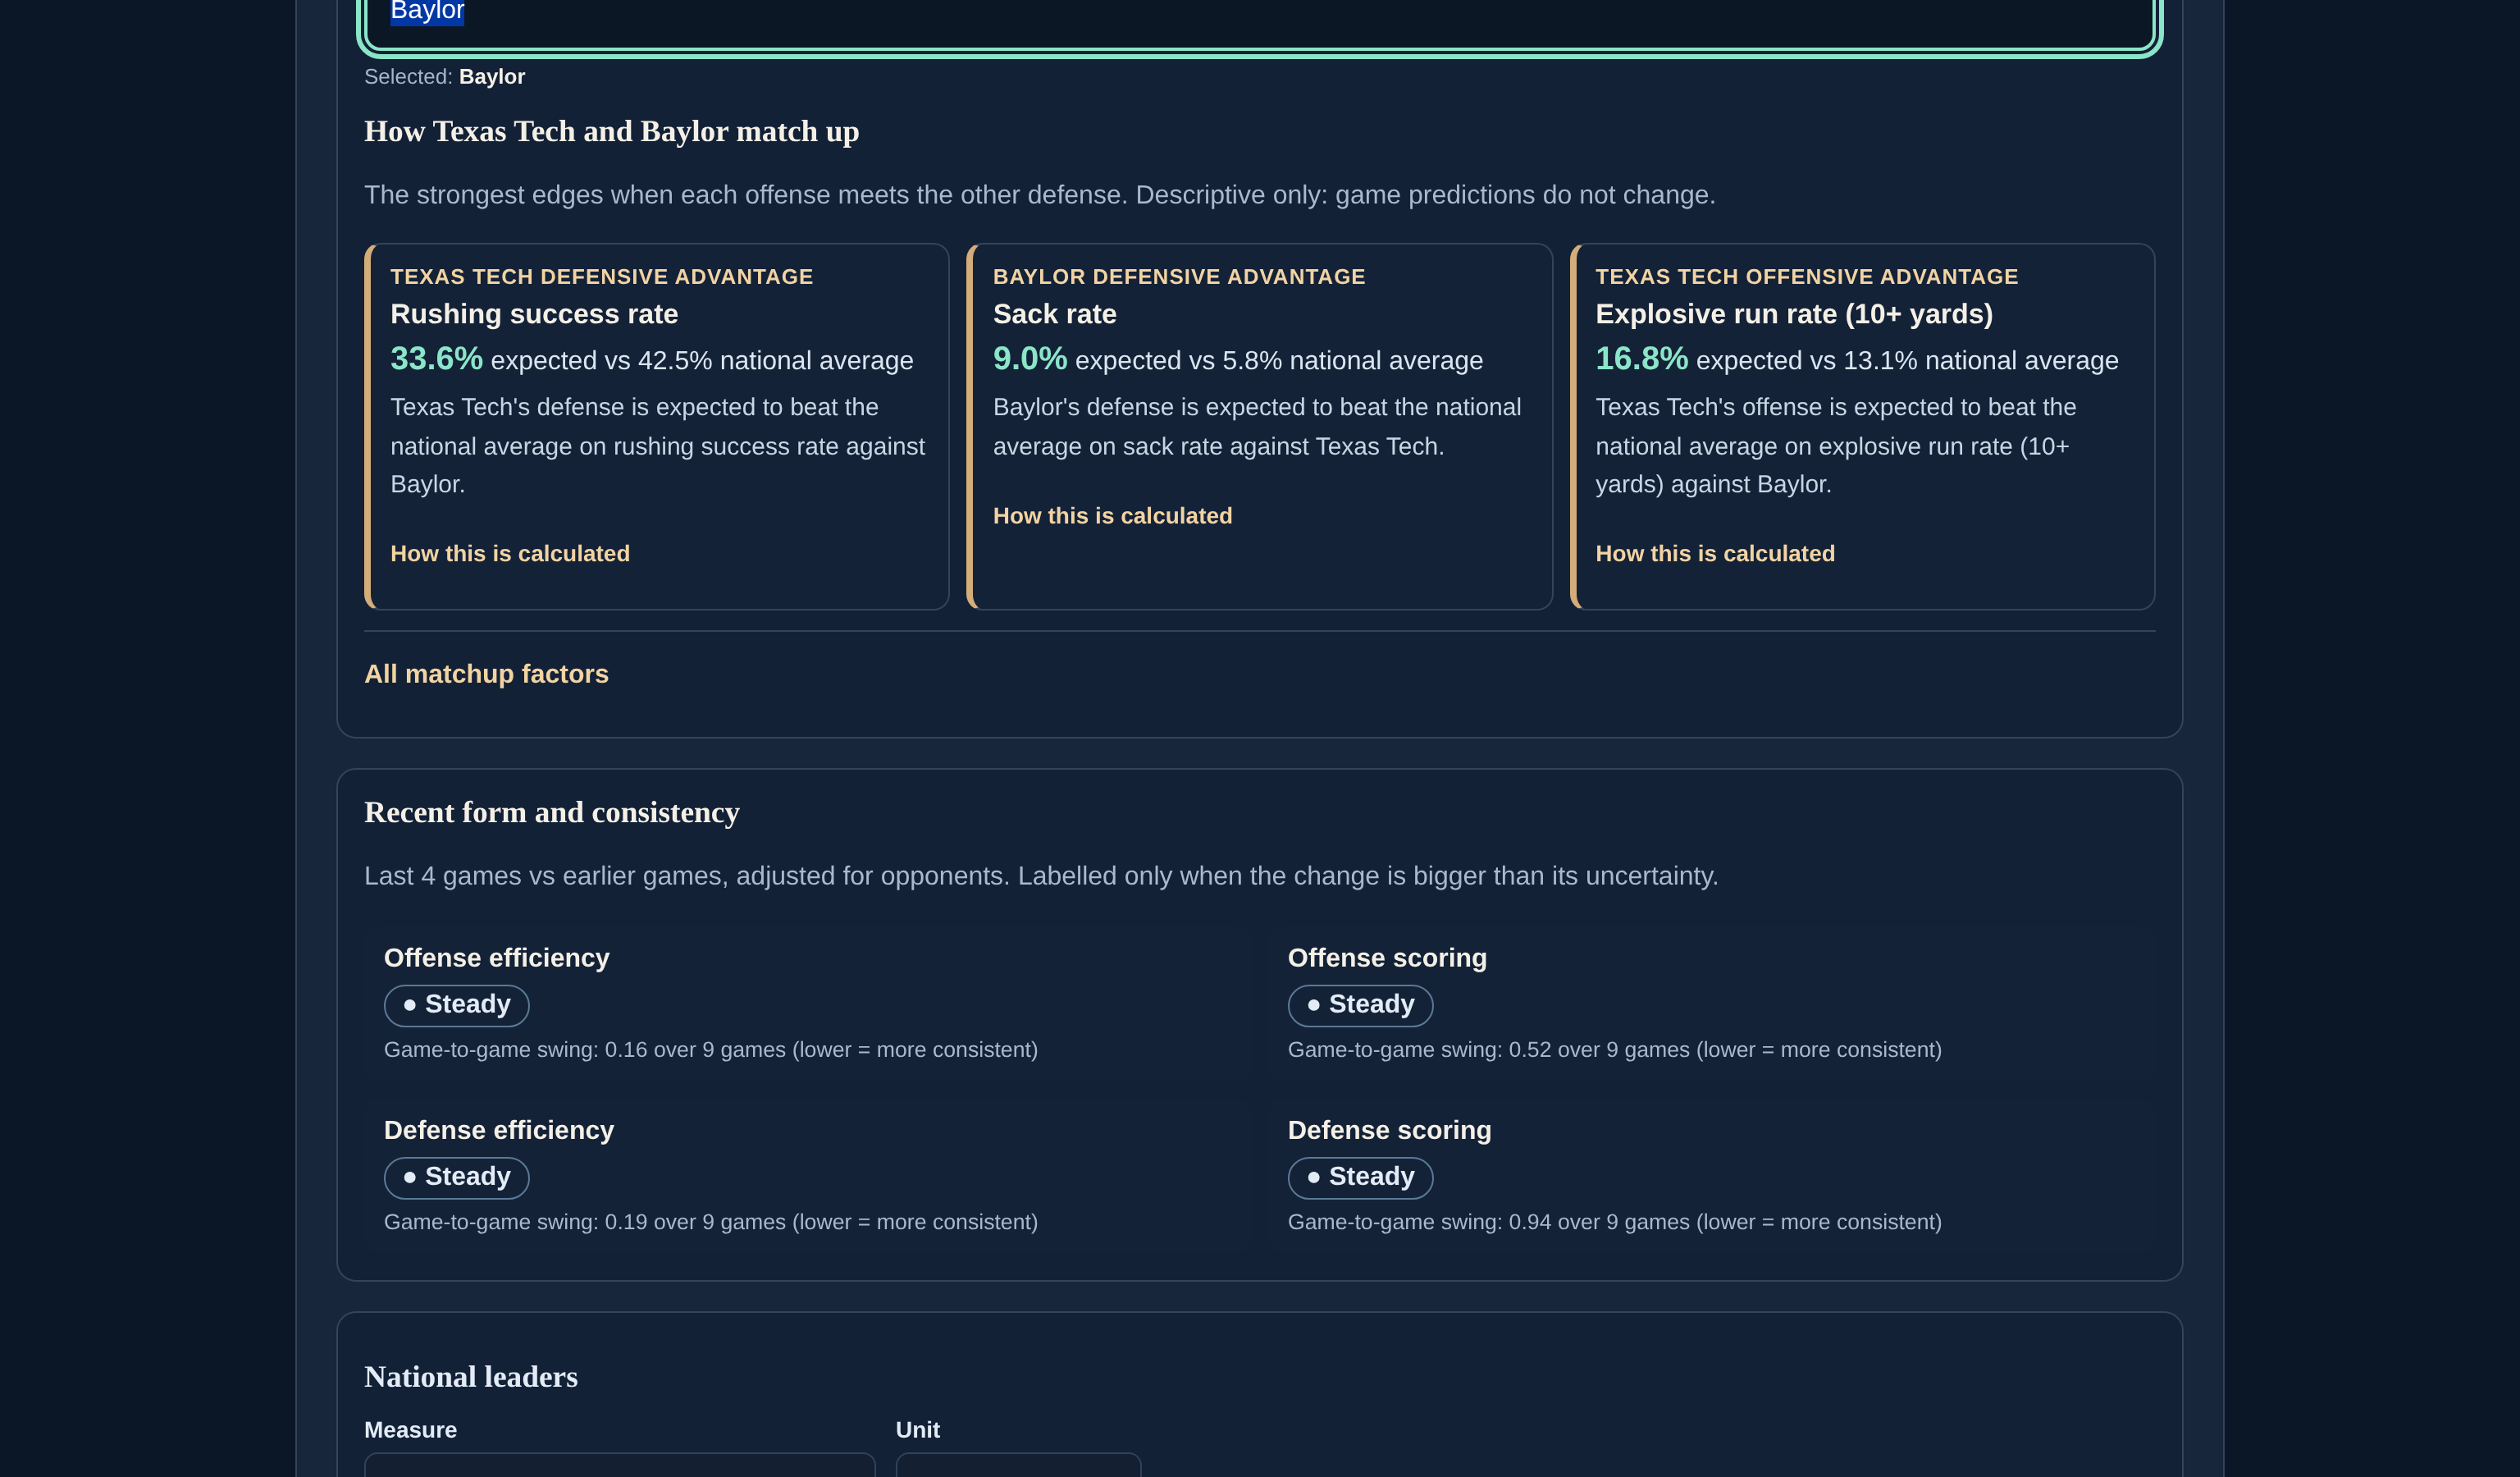 Baylor
Selected: Baylor
How Texas Tech and Baylor match up
The strongest edges when each offense meets the other defense. Descriptive only: game predictions do not change.
TEXAS TECH DEFENSIVE ADVANTAGE
Rushing success rate
33.6% expected vs 42.5% national average
Texas Tech's defense is expected to beat the
national average on rushing success rate against
Baylor.
How this is calculated
BAYLOR DEFENSIVE ADVANTAGE
Sack rate
9.0% expected vs 5.8% national average
Baylor's defense is expected to beat the national
average on sack rate against Texas Tech.
How this is calculated
TEXAS TECH OFFENSIVE ADVANTAGE
Explosive run rate (10+ yards)
16.8% expected vs 13.1% national average
Texas Tech's offense is expected to beat the
national average on explosive run rate (10+
yards) against Baylor.
How this is calculated
All matchup factors
Recent form and consistency
Last 4 games vs earlier games, adjusted for opponents. Labelled only when the change is bigger than its uncertainty.
Offense efficiency
● Steady
Game-to-game swing: 0.16 over 9 games (lower = more consistent)
Offense scoring
● Steady
Game-to-game swing: 0.52 over 9 games (lower = more consistent)
Defense efficiency
● Steady
Game-to-game swing: 0.19 over 9 games (lower = more consistent)
Defense scoring
● Steady
Game-to-game swing: 0.94 over 9 games (lower = more consistent)
National leaders
Measure
Unit